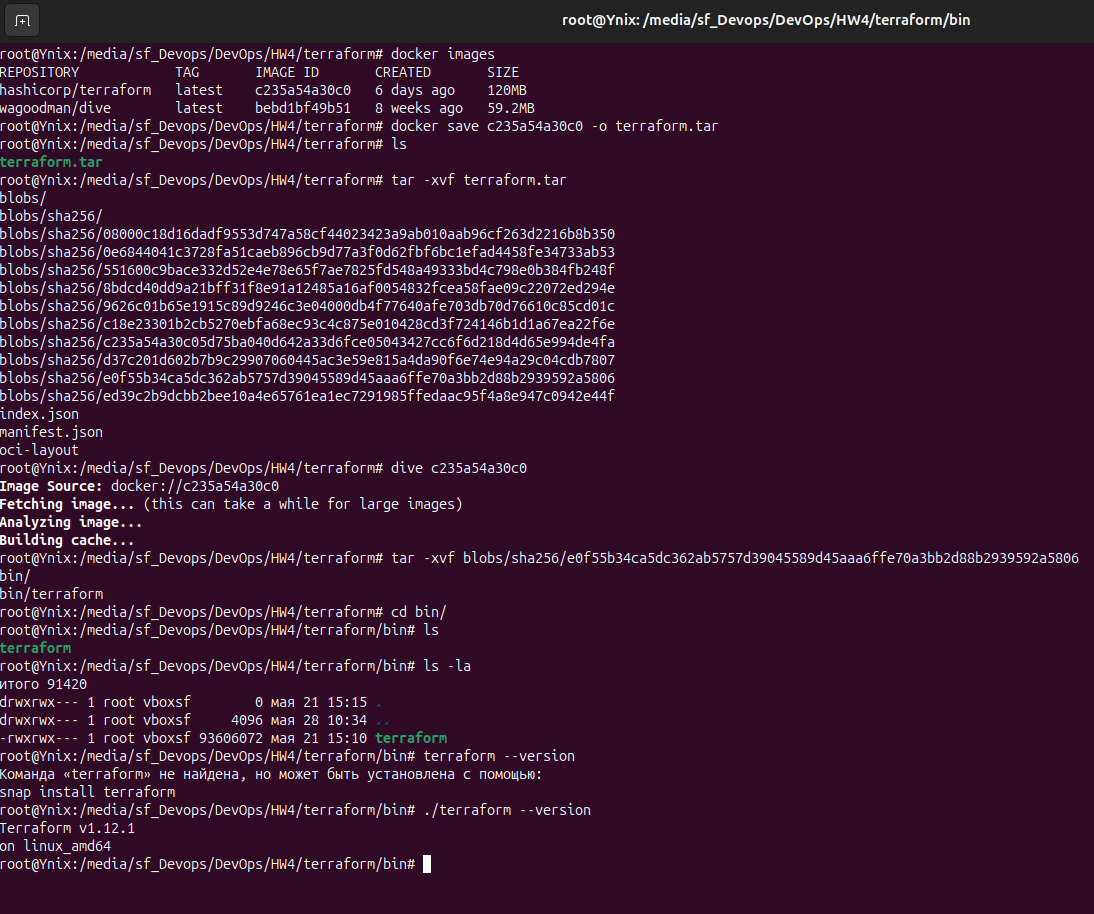 root@Ynix: /media/sf_Devops/DevOps/HW4/terraform/bin
root@Ynix:/media/sf_Devops/DevOps/HW4/terraform# docker images
REPOSITORY            TAG       IMAGE ID       CREATED       SIZE
hashicorp/terraform   latest    c235a54a30c0   6 days ago    120MB
wagoodman/dive        latest    bebd1bf49b51   8 weeks ago   59.2MB
root@Ynix:/media/sf_Devops/DevOps/HW4/terraform# docker save c235a54a30c0 -o terraform.tar
root@Ynix:/media/sf_Devops/DevOps/HW4/terraform# ls
terraform.tar
root@Ynix:/media/sf_Devops/DevOps/HW4/terraform# tar -xvf terraform.tar
blobs/
blobs/sha256/
blobs/sha256/08000c18d16dadf9553d747a58cf44023423a9ab010aab96cf263d2216b8b350
blobs/sha256/0e6844041c3728fa51caeb896cb9d77a3f0d62fbf6bc1efad4458fe34733ab53
blobs/sha256/551600c9bace332d52e4e78e65f7ae7825fd548a49333bd4c798e0b384fb248f
blobs/sha256/8bdcd40dd9a21bff31f8e91a12485a16af0054832fcea58fae09c22072ed294e
blobs/sha256/9626c01b65e1915c89d9246c3e04000db4f77640afe703db70d76610c85cd01c
blobs/sha256/c18e23301b2cb5270ebfa68ec93c4c875e010428cd3f724146b1d1a67ea22f6e
blobs/sha256/c235a54a30c05d75ba040d642a33d6fce05043427cc6f6d218d4d65e994de4fa
blobs/sha256/d37c201d602b7b9c29907060445ac3e59e815a4da90f6e74e94a29c04cdb7807
blobs/sha256/e0f55b34ca5dc362ab5757d39045589d45aaa6ffe70a3bb2d88b2939592a5806
blobs/sha256/ed39c2b9dcbb2bee10a4e65761ea1ec7291985ffedaac95f4a8e947c0942e44f
index.json
manifest.json
oci-layout
root@Ynix:/media/sf_Devops/DevOps/HW4/terraform# dive c235a54a30c0
Image Source: docker://c235a54a30c0
Fetching image... (this can take a while for large images)
Analyzing image...
Building cache...
root@Ynix:/media/sf_Devops/DevOps/HW4/terraform# tar -xvf blobs/sha256/e0f55b34ca5dc362ab5757d39045589d45aaa6ffe70a3bb2d88b2939592a5806
bin/
bin/terraform
root@Ynix:/media/sf_Devops/DevOps/HW4/terraform# cd bin/
root@Ynix:/media/sf_Devops/DevOps/HW4/terraform/bin# ls
terraform
root@Ynix:/media/sf_Devops/DevOps/HW4/terraform/bin# ls -la
итого 91420
drwxrwx--- 1 root vboxsf        0 мая 21 15:15 .
drwxrwx--- 1 root vboxsf     4096 мая 28 10:34 ..
-rwxrwx--- 1 root vboxsf 93606072 мая 21 15:10 terraform
root@Ynix:/media/sf_Devops/DevOps/HW4/terraform/bin# terraform --version
Команда «terraform» не найдена, но может быть установлена с помощью:
snap install terraform
root@Ynix:/media/sf_Devops/DevOps/HW4/terraform/bin# ./terraform --version
Terraform v1.12.1
on linux_amd64
root@Ynix:/media/sf_Devops/DevOps/HW4/terraform/bin#